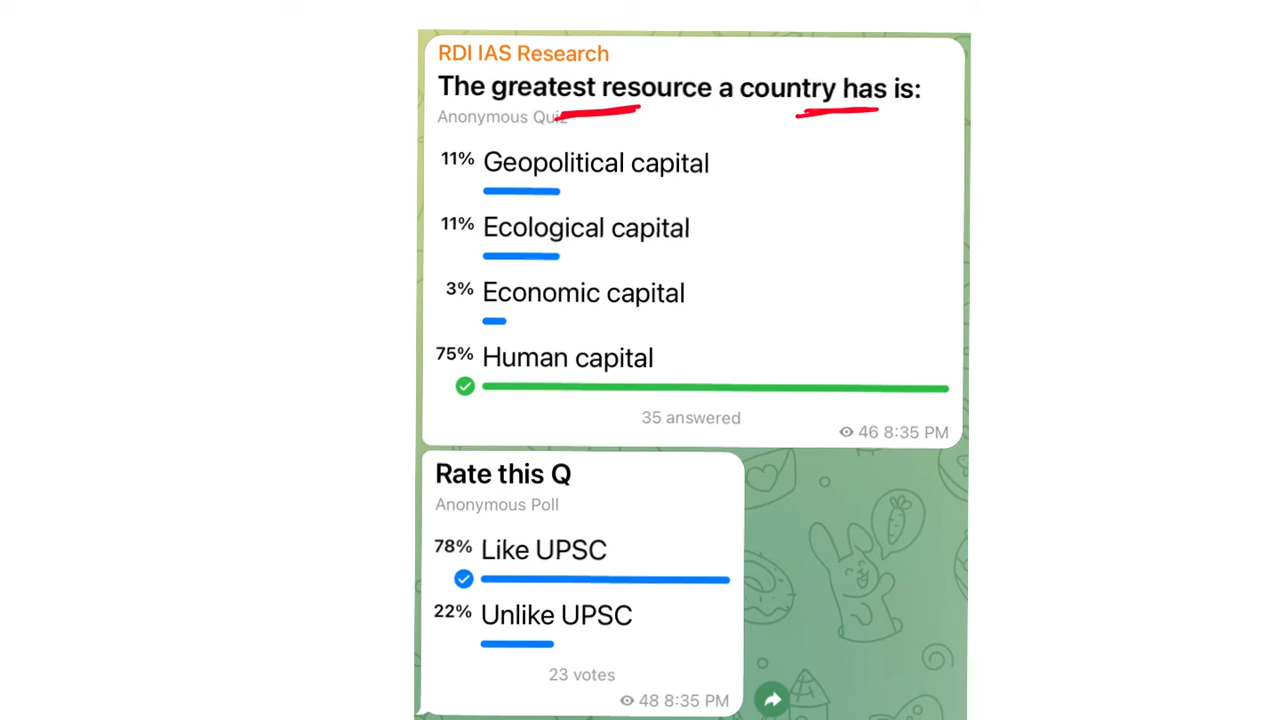 RDI IAS Research
The greatest resource a country has is:
Anonymous Quiz
11% Geopolitical capital
11% Ecological capital
3% Economic capital
75% Human capital
35 answered
46 8:35 PM
Rate this Q
Anonymous Poll
78% Like UPSC
22% Unlike UPSC
23 votes
48 8:35 PM